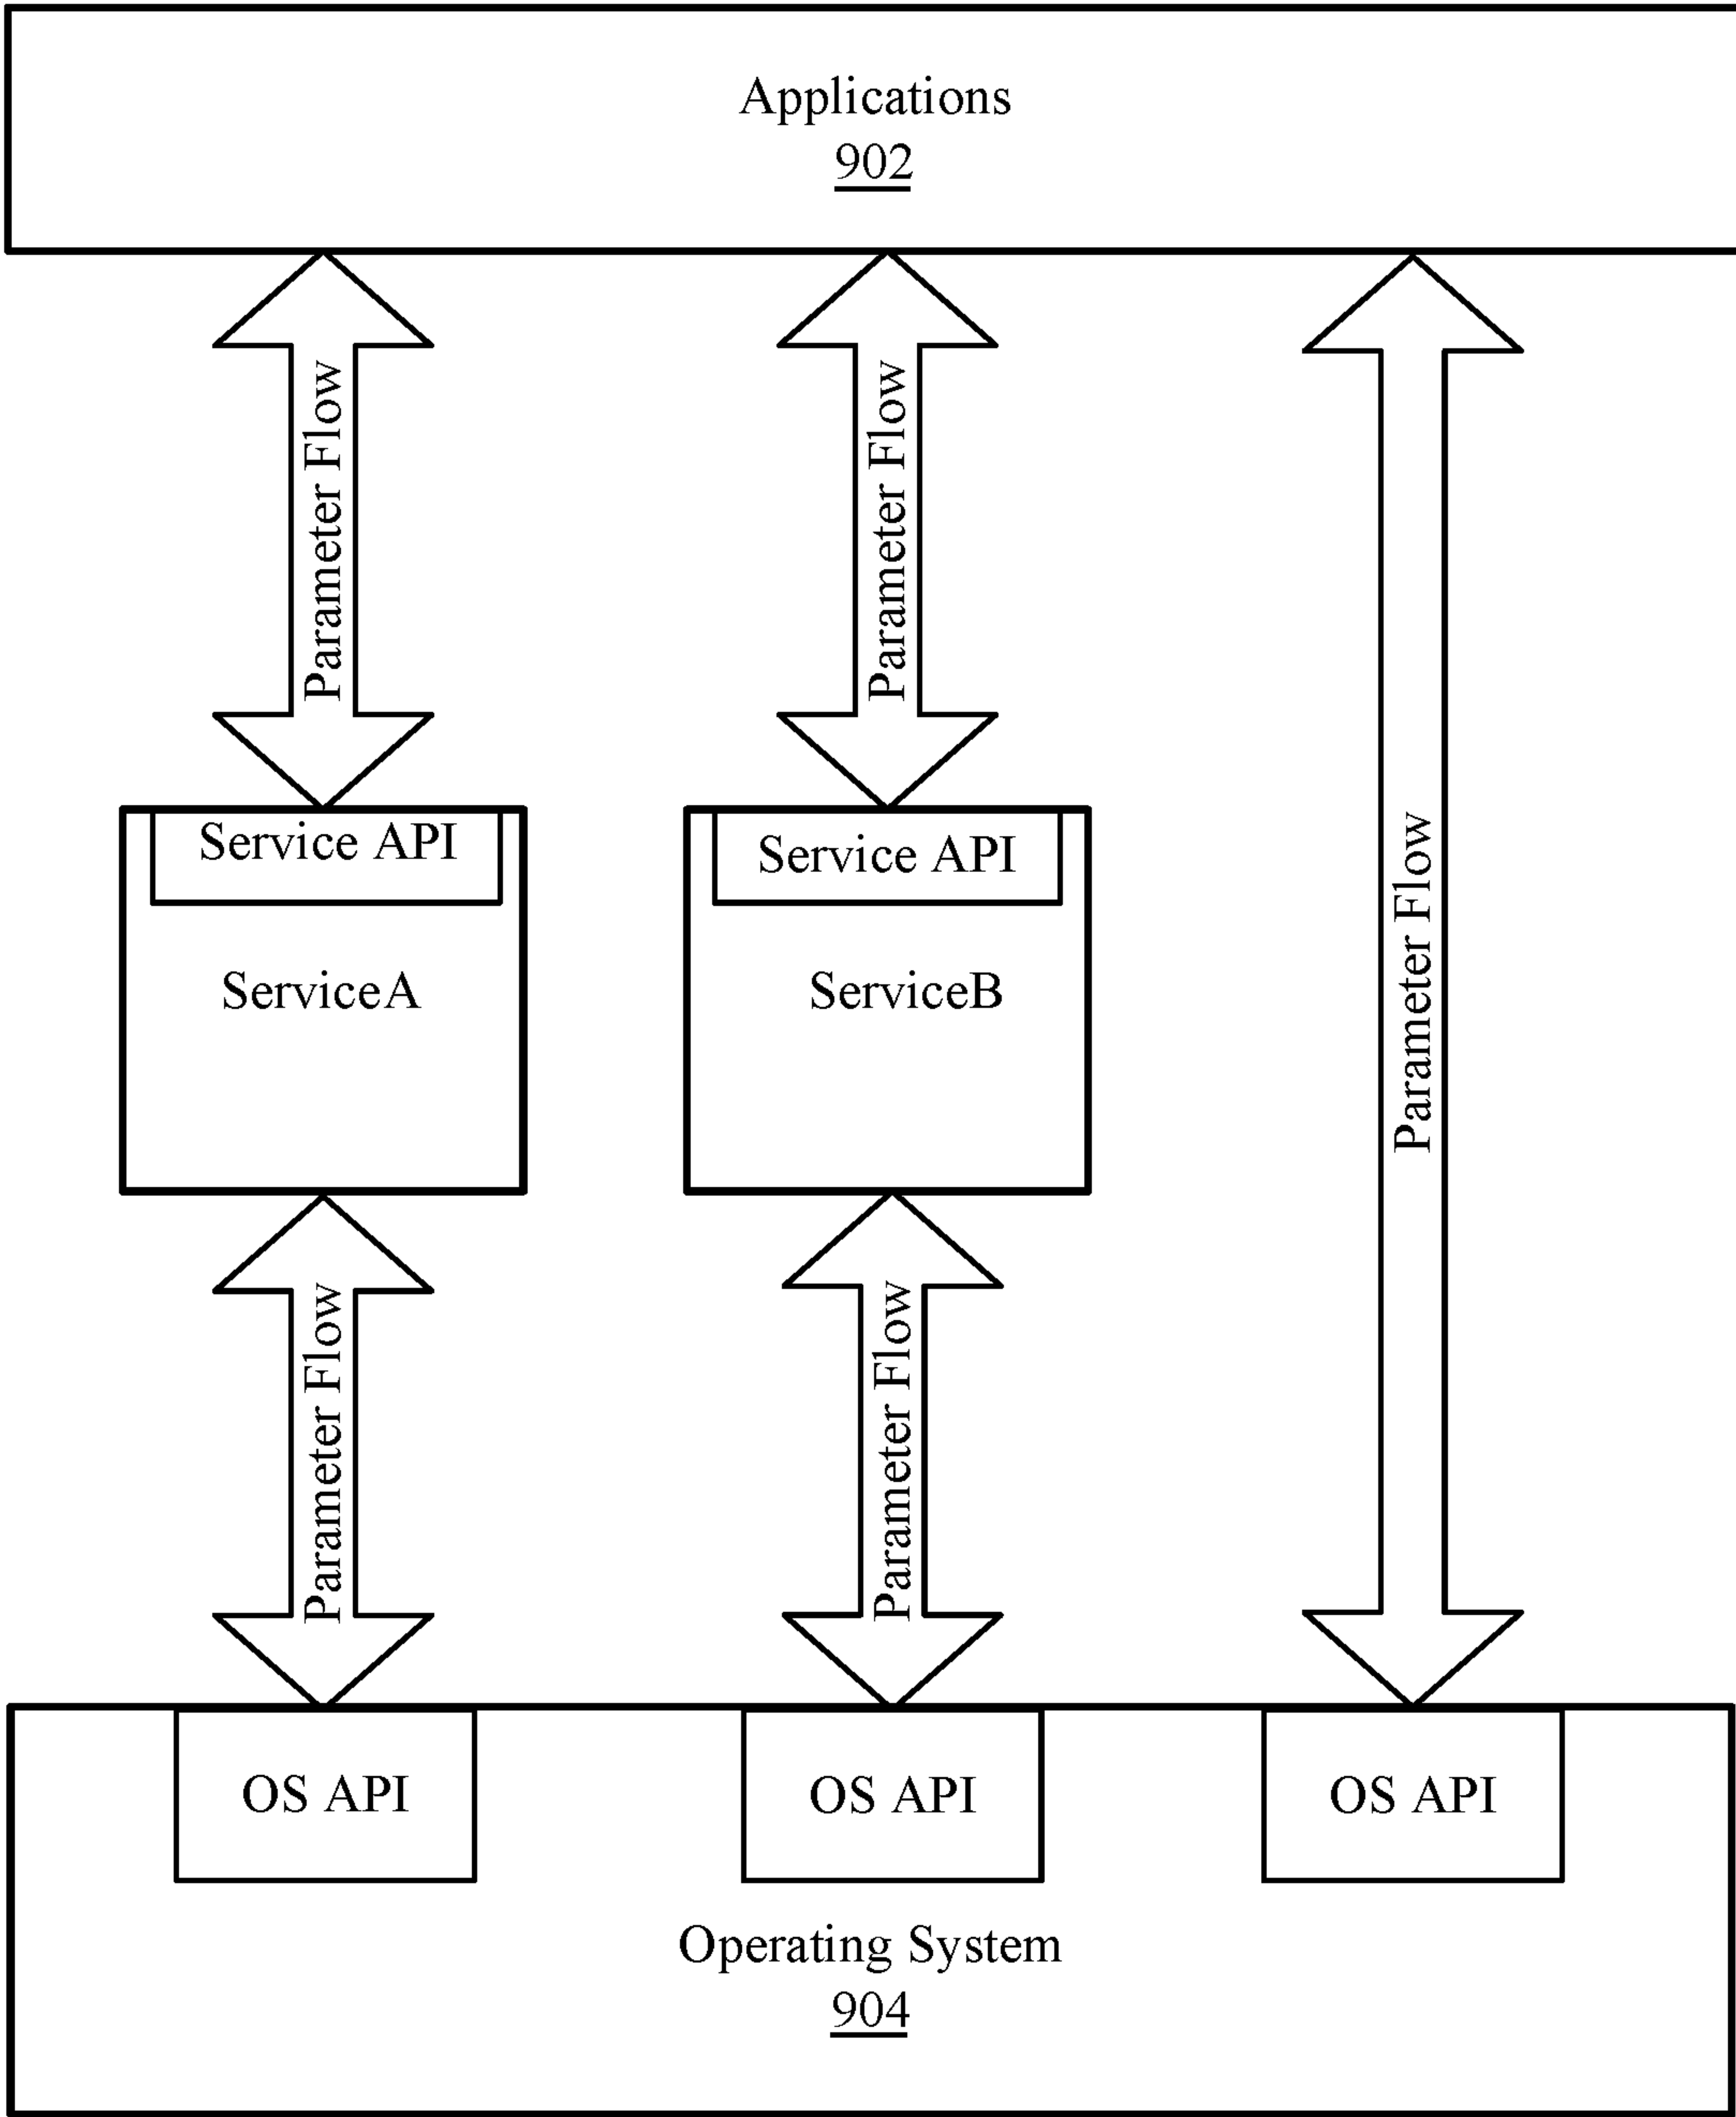 Applications
902
Parameter Flow
Parameter Flow
Parameter Flow
Service API
Service API
ServiceA
ServiceB
Parameter Flow
Parameter Flow
OS API
OS API
OS API
Operating System
904